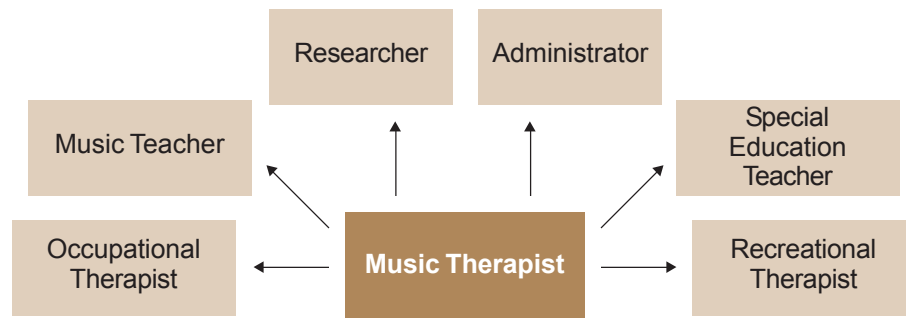 Researcher
Administrator
Music Teacher
Special
Education
Teacher
Occupational
Therapist
Music Therapist
Recreational
Therapist